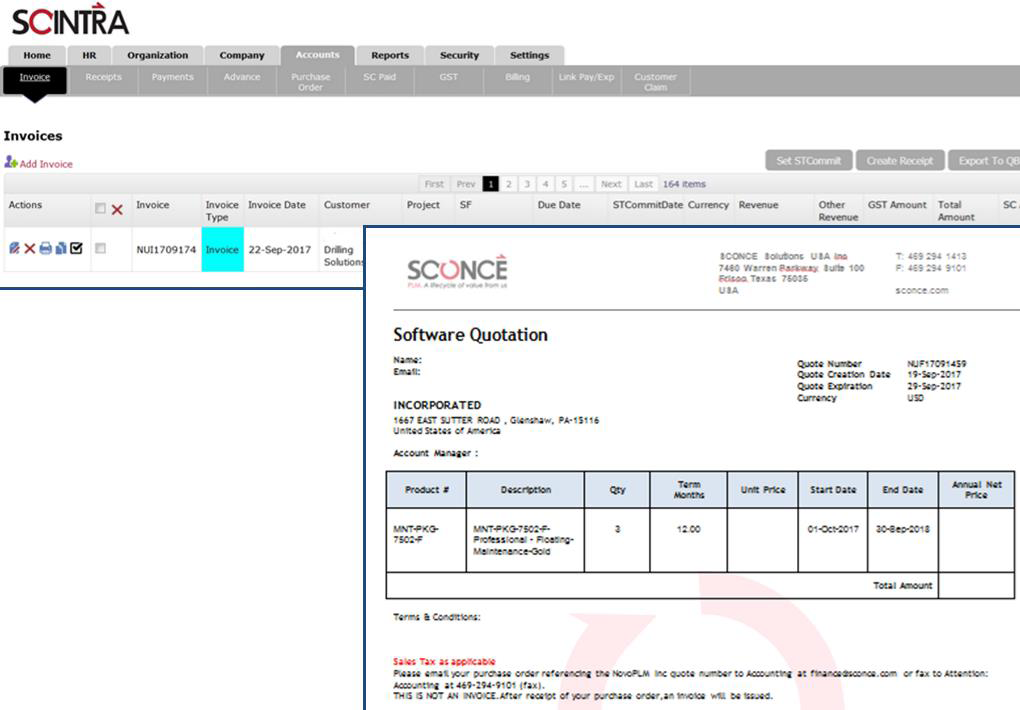 SCINTRA
Home HR Organization Company Accounts Reports Security Settings
Invoice Receipts Payments Advance Purchase Order SC Paid GST Billing Link Pay/Exp Customer Claim
Invoices
Add Invoice
Set STCommit Create Receipt Export To QB
First Prev 1 2 3 4 5 ... Next Last 164 items
Actions Invoice Invoice Type Invoice Date Customer Project SF Due Date STCommitDate Currency Revenue Other Revenue GST Amount Total Amount SC
NUI1709174 Invoice 22-Sep-2017 Drilling Solutions
SCONCE
PLM. A lifecycle of value from us
SCONCE Solutions USA Inc
7460 Warren Parkway, Suite 100
Frisco, Texas 75035
USA
T: 469 294 1413
F: 469 294 9101
sconce.com
Software Quotation
Name:
Email:
Quote Number NUF17091459
Quote Creation Date 19-Sep-2017
Quote Expiration 29-Sep-2017
Currency USD
INCORPORATED
1667 EAST SUTTER ROAD , Glenshaw, PA-15116
United States of America
Account Manager :
Product # Description Qty Term Months Unit Price Start Date End Date Annual Net Price
MNT-PKG-7502-F MNT-PKG-7502-F-Professional - Floating-Maintenance-Gold 3 12.00 01-Oct-2017 30-Sep-2018
Total Amount
Terms & Conditions:
Sales Tax as applicable
Please email your purchase order referencing the NovoPLM Inc quote number to Accounting at finance@sconce.com or fax to Attention:
Accounting at 469-294-9101 (fax).
THIS IS NOT AN INVOICE.After receipt of your purchase order,an invoice will be issued.